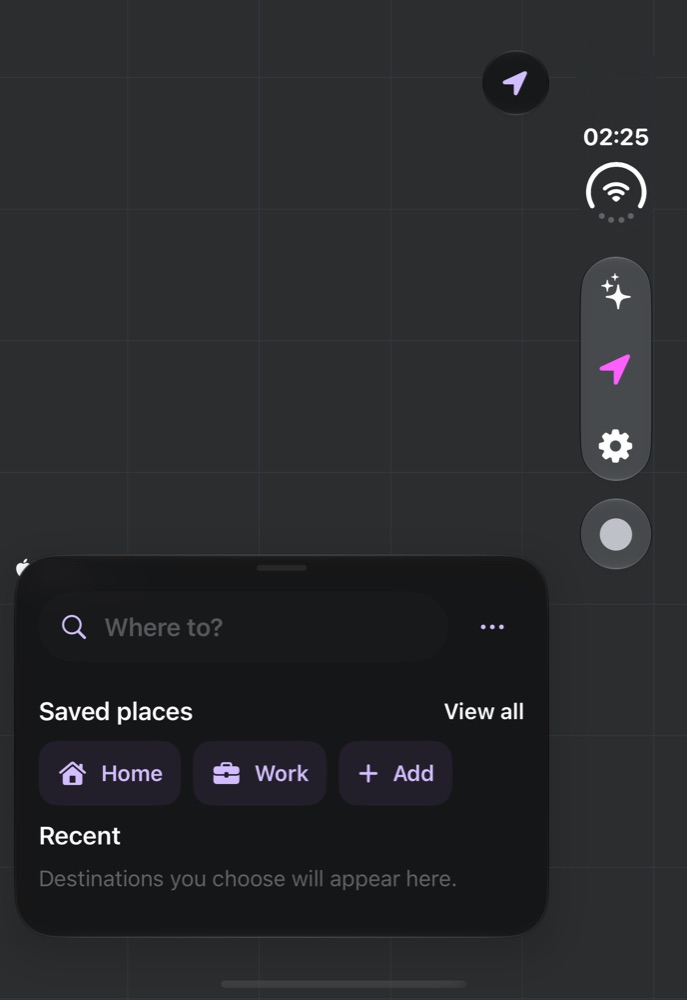 02:25
Where to?
Saved places
View all
Home
Work
Add
Recent
Destinations you choose will appear here.